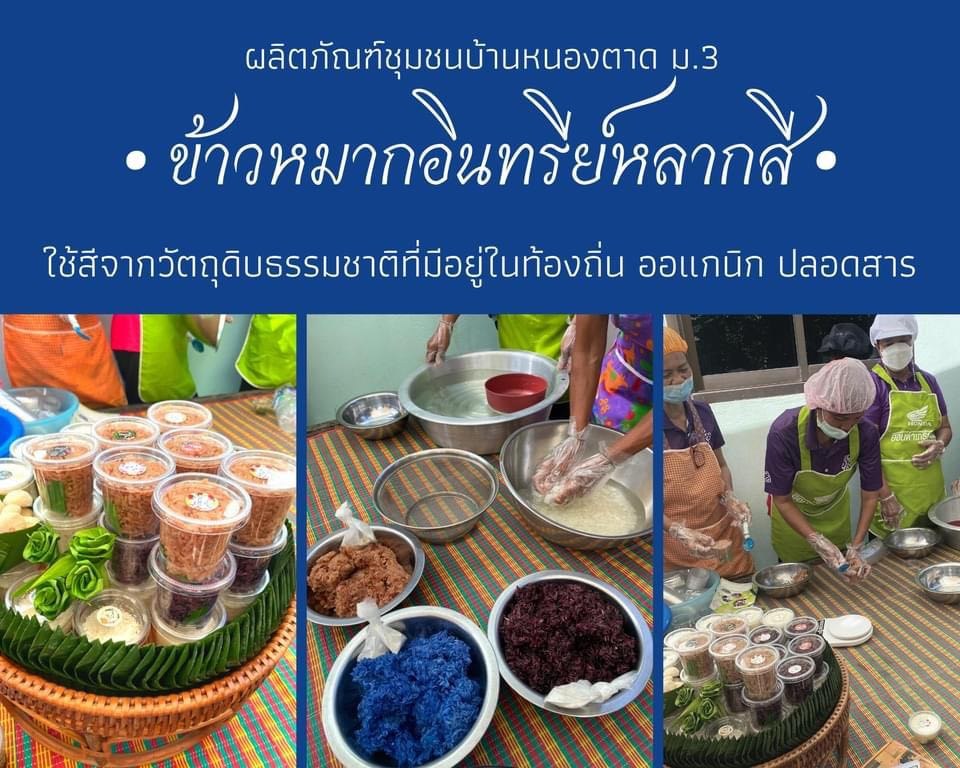 ผลิตภัณฑ์ชุมชนบ้านหนองตาด ม.3
• ข้าวหมากอินทรีย์หลากสี •
ใช้สีจากวัตถุดิบธรรมชาติที่มีอยู่ในท้องถิ่น ออแกนิก ปลอดสาร
HONDA